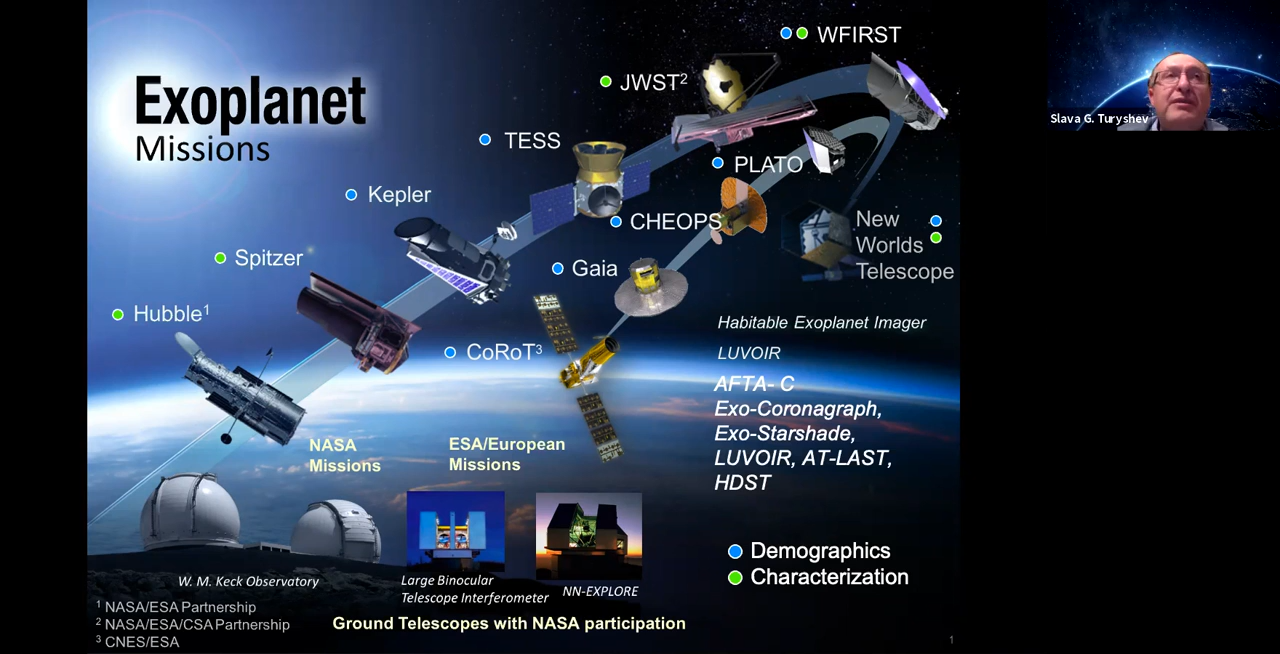 Exoplanet
Missions
WFIRST
JWST²
TESS
PLATO
Kepler
CHEOPS
New
Worlds
Telescope
Spitzer
Gaia
Hubble¹
CoRoT³
Habitable Exoplanet Imager
LUVOIR
AFTA- C
Exo-Coronagraph,
Exo-Starshade,
LUVOIR, AT-LAST,
HDST
NASA
Missions
ESA/European
Missions
Demographics
Characterization
W. M. Keck Observatory
Large Binocular
Telescope Interferometer
NN-EXPLORE
Ground Telescopes with NASA participation
¹ NASA/ESA Partnership
² NASA/ESA/CSA Partnership
³ CNES/ESA
1
Slava G. Turyshev